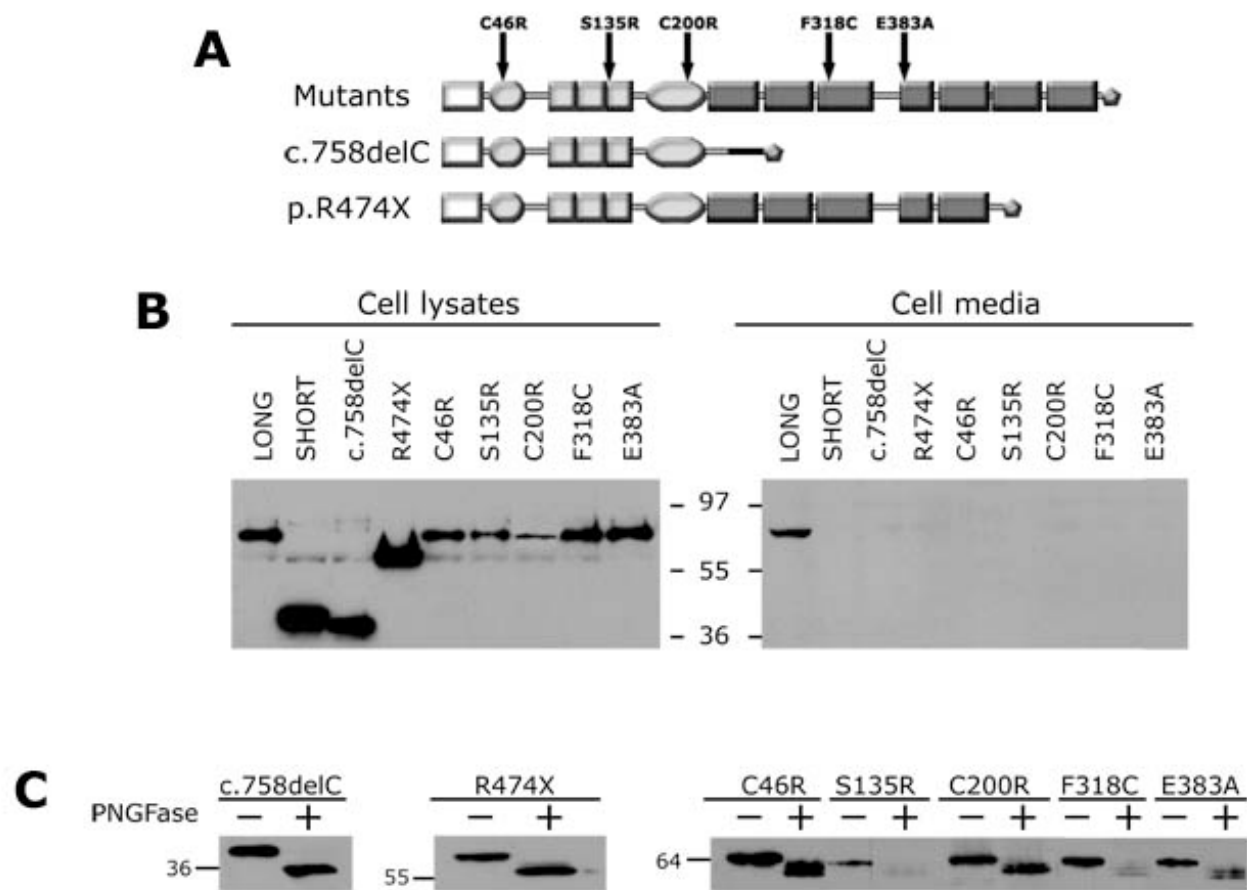 A
C46R S135R C200R F318C E383A
Mutants
c.758delC
p.R474X
B
Cell lysates Cell media
LONG SHORT c.758delC R474X C46R S135R C200R F318C E383A LONG SHORT c.758delC R474X C46R S135R C200R F318C E383A
- 97 -
- 55 -
- 36 -
C
c.758delC R474X C46R S135R C200R F318C E383A
PNGFase − + − + − + − + − + − + − +
36 55 64